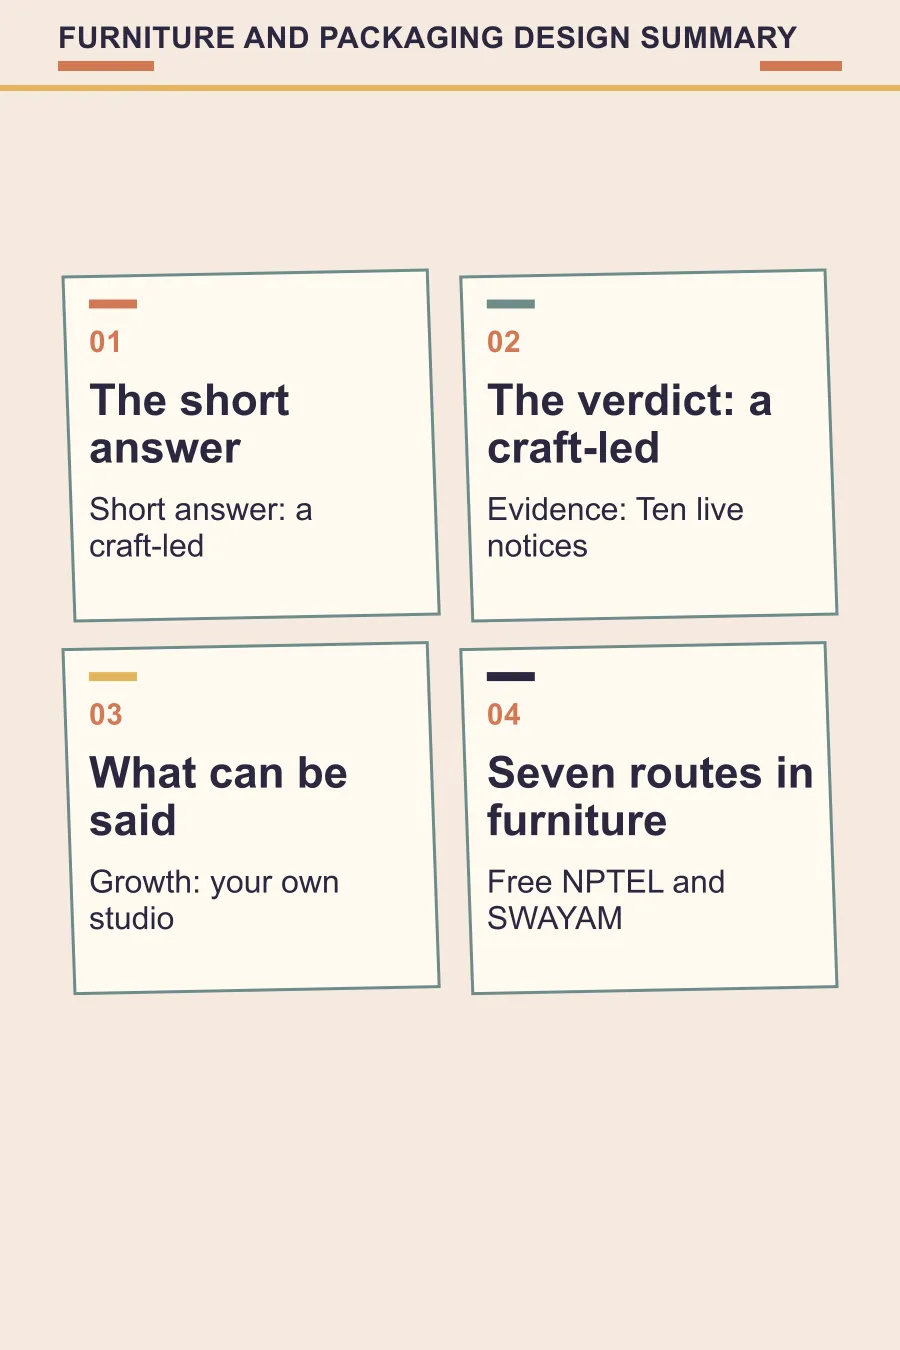 FURNITURE AND PACKAGING DESIGN SUMMARY
01
The short
answer
Short answer: a
craft-led
02
The verdict: a
craft-led
Evidence: Ten live
notices
03
What can be
said
Growth: your own
studio
04
Seven routes in
furniture
Free NPTEL and
SWAYAM